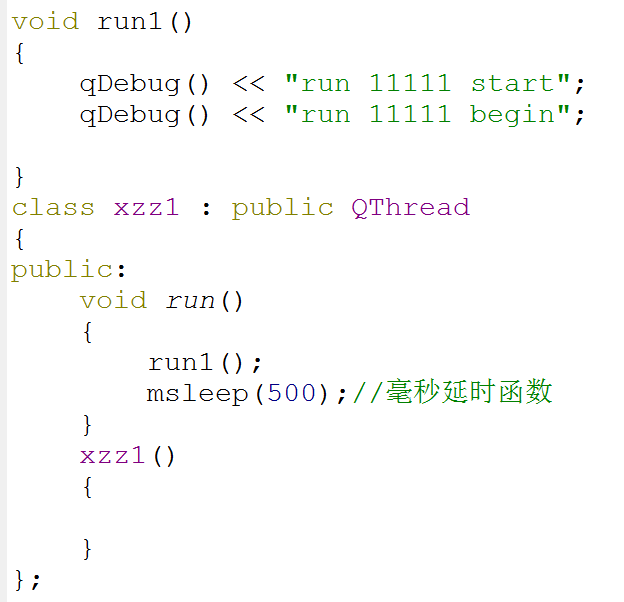 void run1()
{
    qDebug() << "run 11111 start";
    qDebug() << "run 11111 begin";

}
class xzz1 : public QThread
{
public:
    void run()
    {
        run1();
        msleep(500);//毫秒延时函数
    }
    xzz1()
    {

    }
};